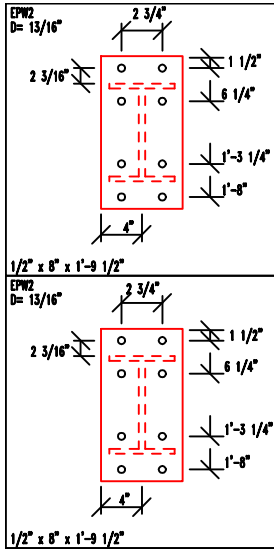 EPW2
D= 13/16"
2 3/4"
1 1/2"
2 3/16"
6 1/4"
1'-3 1/4"
1'-8"
4"
1/2" x 8" x 1'-9 1/2"
EPW2
D= 13/16"
2 3/4"
1 1/2"
2 3/16"
6 1/4"
1'-3 1/4"
1'-8"
4"
1/2" x 8" x 1'-9 1/2"